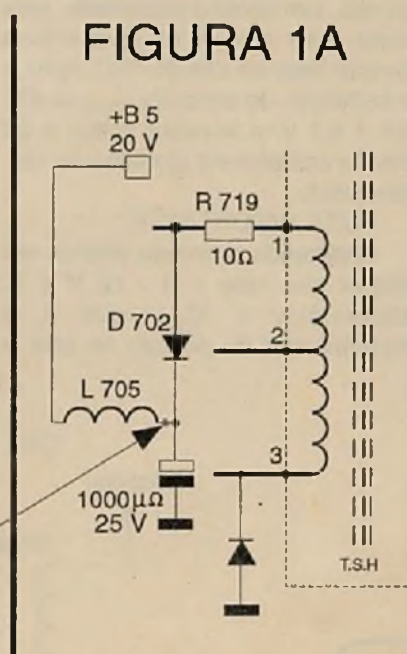 FIGURA 1A
+B 5
20 V
R 719
10Ω
1
D 702
2
L 705
3
1000µΩ
25 V
T.S.H